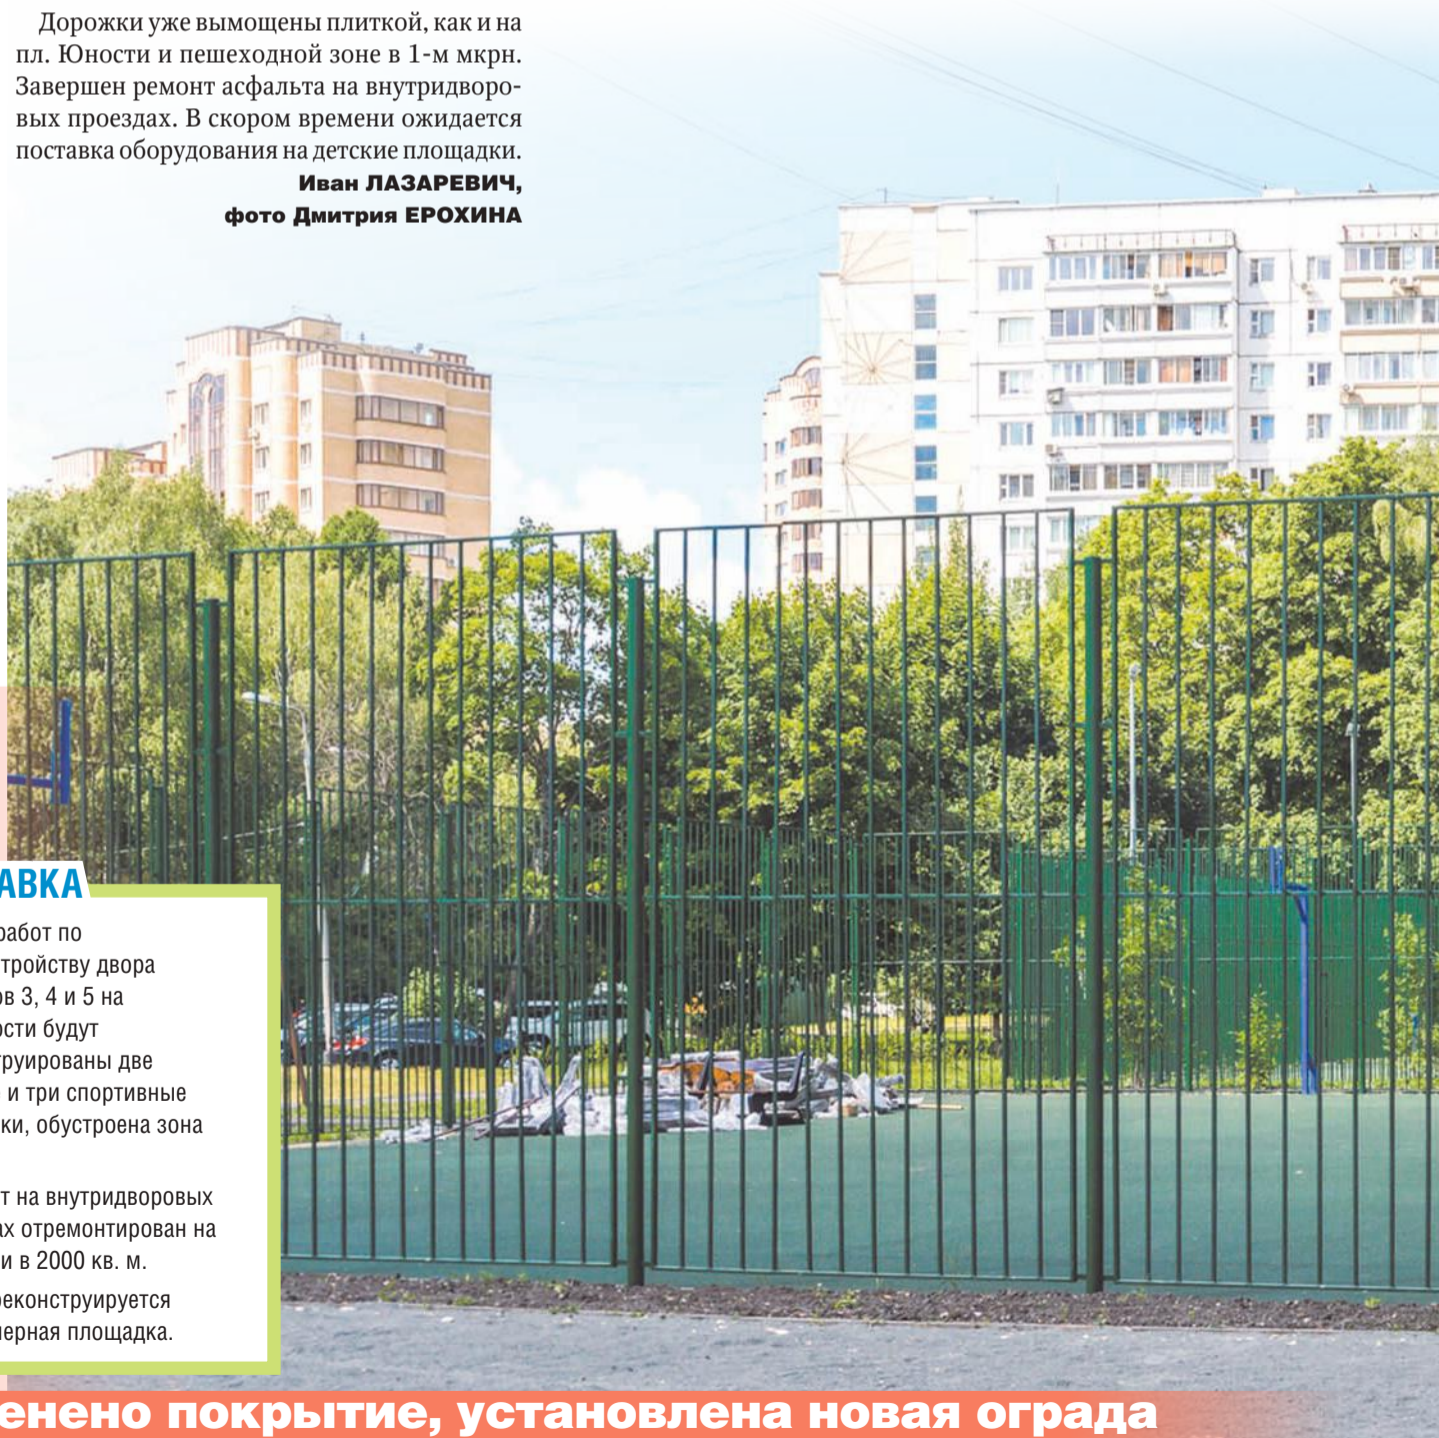 Дорожки уже вымощены плиткой, как и на
пл. Юности и пешеходной зоне в 1-м мкрн.
Завершен ремонт асфальта на внутридворо-
вых проездах. В скором времени ожидается
поставка оборудования на детские площадки.
Иван ЛАЗАРЕВИЧ,
фото Дмитрия ЕРОХИНА
АВКА
работ по
тройству двора
ов 3, 4 и 5 на
ости будут
труированы две
и три спортивные
ки, обустроена зона
т на внутридворовых
ах отремонтирован на
и в 2000 кв. м.
реконструируется
ерная площадка.
енено покрытие, установлена новая ограда